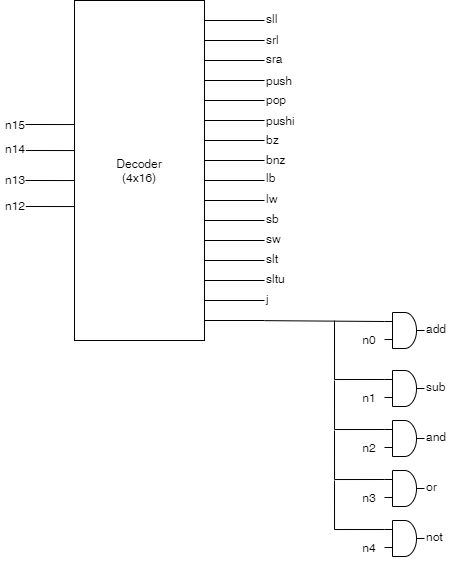 sll
srl
sra
push
pop
pushi
bz
bnz
lb
lw
sb
sw
slt
sltu
j
n15
n14
n13
n12
Decoder
(4x16)
n0
add
n1
sub
n2
and
n3
or
n4
not